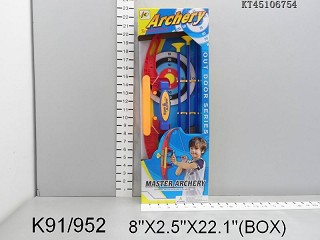 KT45106754
Archery
OUT DOOR SERIES
MASTER ARCHERY
K91/952 8"X2.5"X22.1"(BOX)